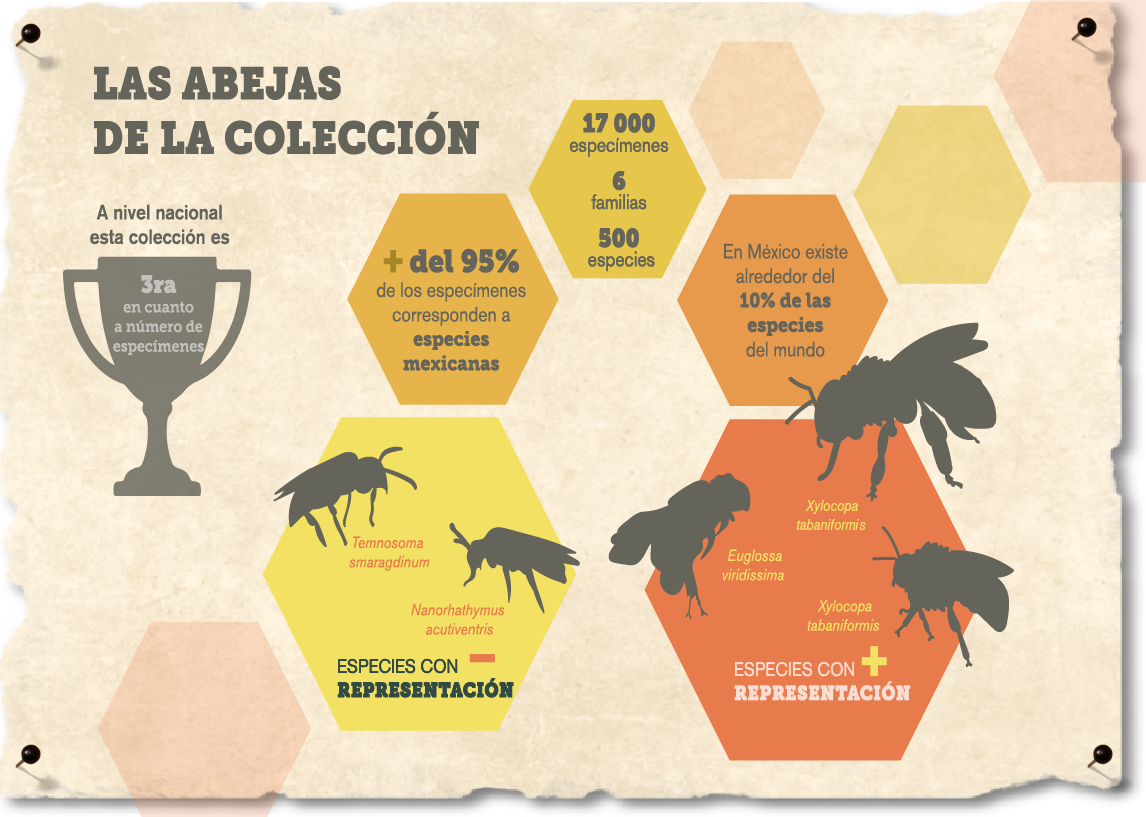 LAS ABEJAS
DE LA COLECCIÓN
A nivel nacional
esta colección es
3ra
en cuanto
a número de
especímenes
+ del 95%
de los especímenes
corresponden a
especies
mexicanas
17 000
especímenes
6
familias
500
especies
En México existe
alrededor del
10% de las
especies
del mundo
Temnosoma
smaragdinum
Nanorhathymus
acutiventris
ESPECIES CON −
REPRESENTACIÓN
Xylocopa
tabaniformis
Euglossa
viridissima
Xylocopa
tabaniformis
ESPECIES CON +
REPRESENTACIÓN